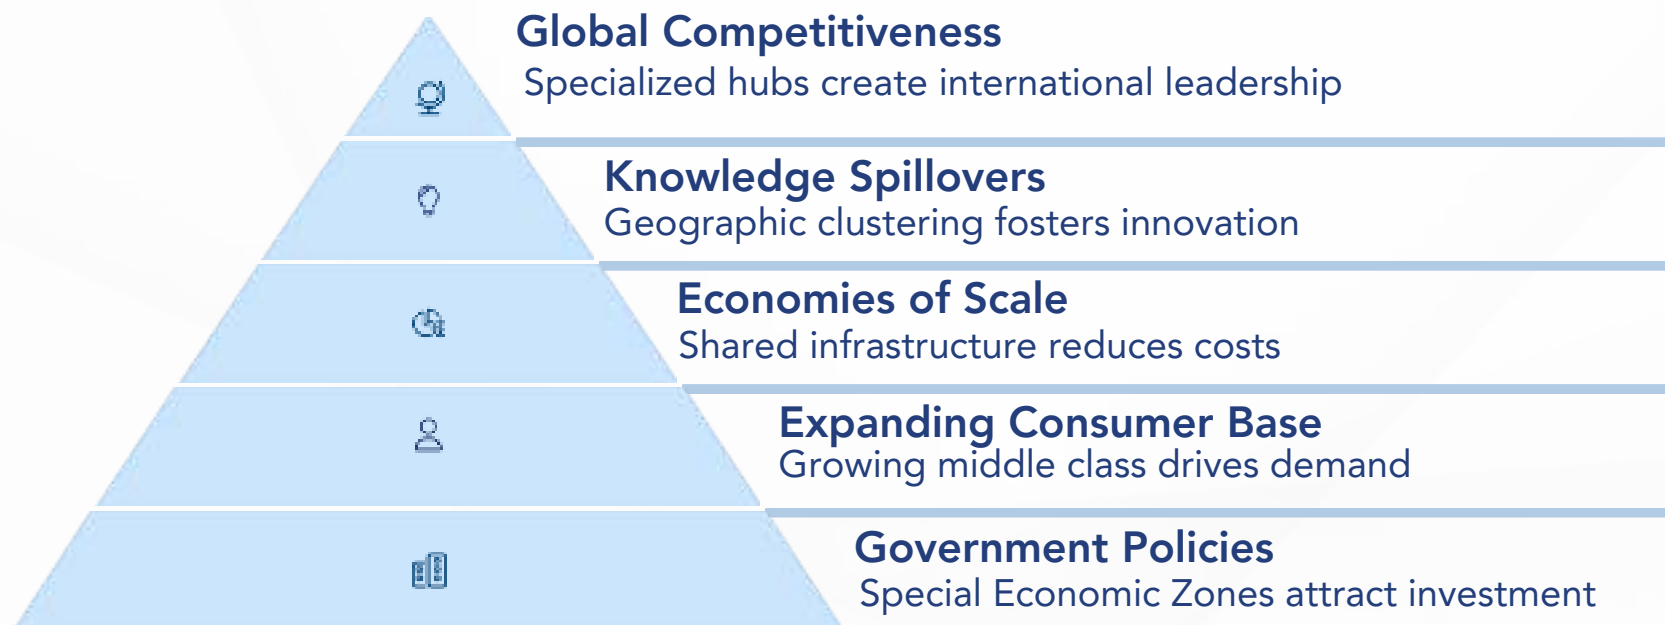 Global Competitiveness
Specialized hubs create international leadership
Knowledge Spillovers
Geographic clustering fosters innovation
Economies of Scale
Shared infrastructure reduces costs
Expanding Consumer Base
Growing middle class drives demand
Government Policies
Special Economic Zones attract investment